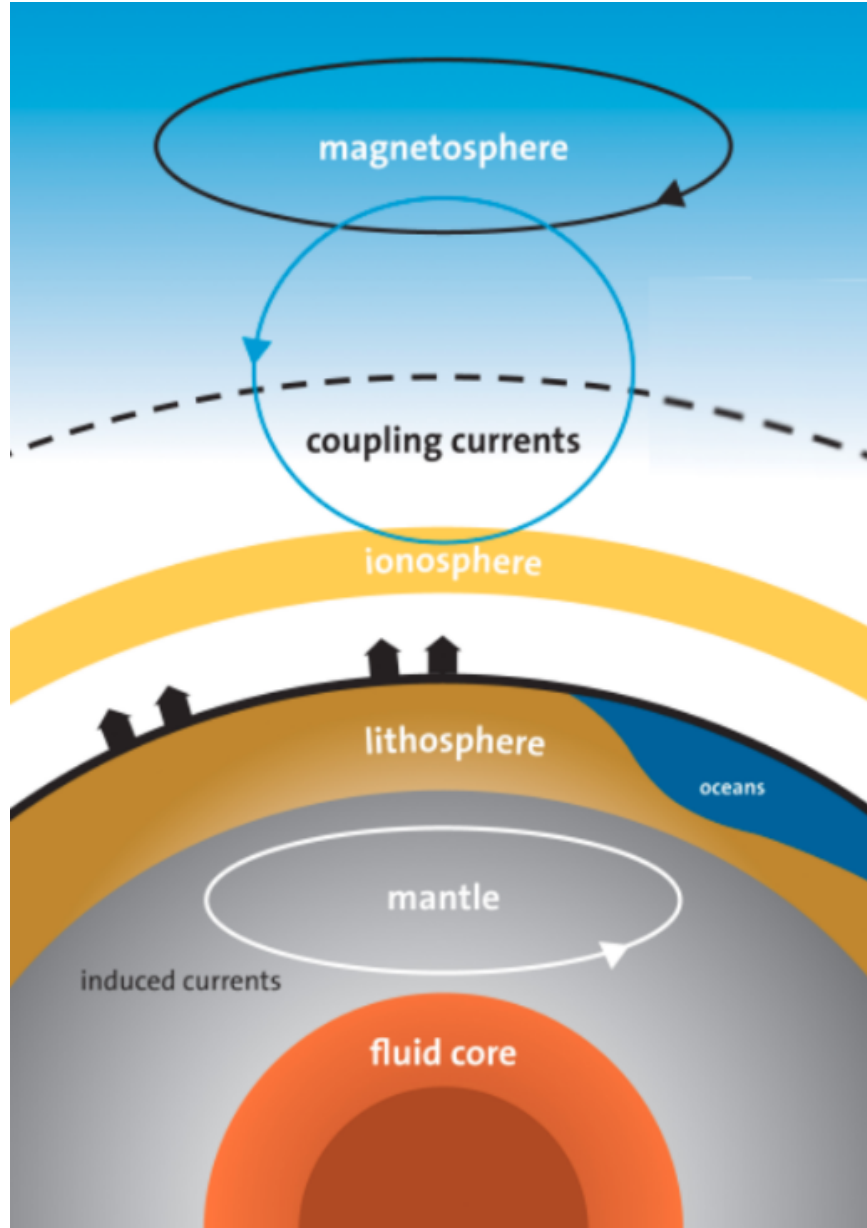 magnetosphere
coupling currents
ionosphere
lithosphere
oceans
mantle
induced currents
fluid core